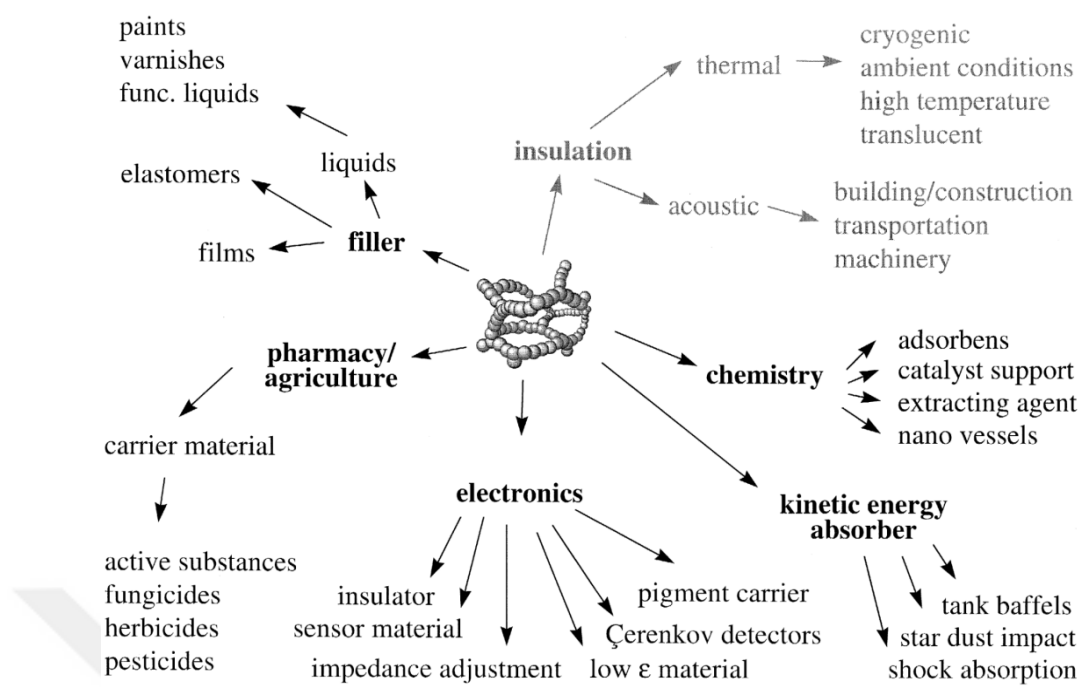 paints
varnishes
func. liquids
liquids
elastomers
films
filler
insulation
thermal
cryogenic
ambient conditions
high temperature
translucent
acoustic
building/construction
transportation
machinery
pharmacy/
agriculture
carrier material
active substances
fungicides
herbicides
pesticides
chemistry
adsorbens
catalyst support
extracting agent
nano vessels
electronics
insulator
sensor material
impedance adjustment
low ε material
Çerenkov detectors
pigment carrier
kinetic energy
absorber
tank baffels
star dust impact
shock absorption